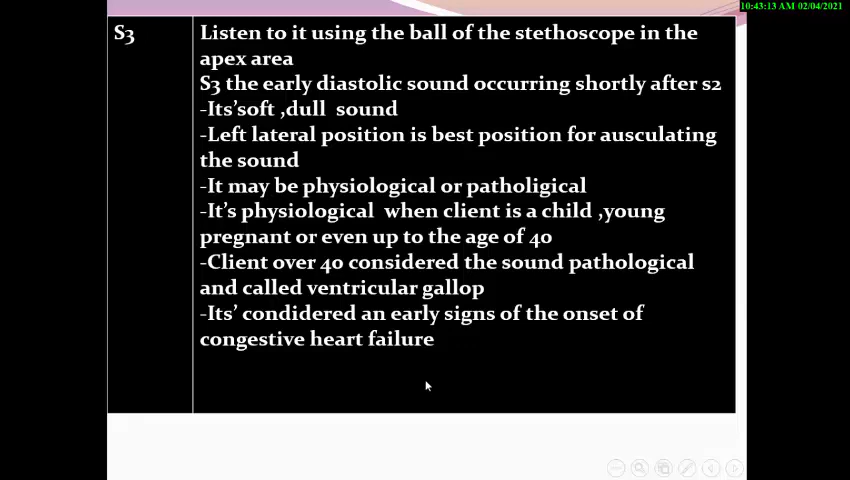 10:43:13 AM 02/04/2021
S3
Listen to it using the ball of the stethoscope in the
apex area
S3 the early diastolic sound occurring shortly after s2
-Its'soft ,dull sound
-Left lateral position is best position for ausculating
the sound
-It may be physiological or patholigical
-It's physiological when client is a child ,young
pregnant or even up to the age of 40
-Client over 40 considered the sound pathological
and called ventricular gallop
-Its' condidered an early signs of the onset of
congestive heart failure